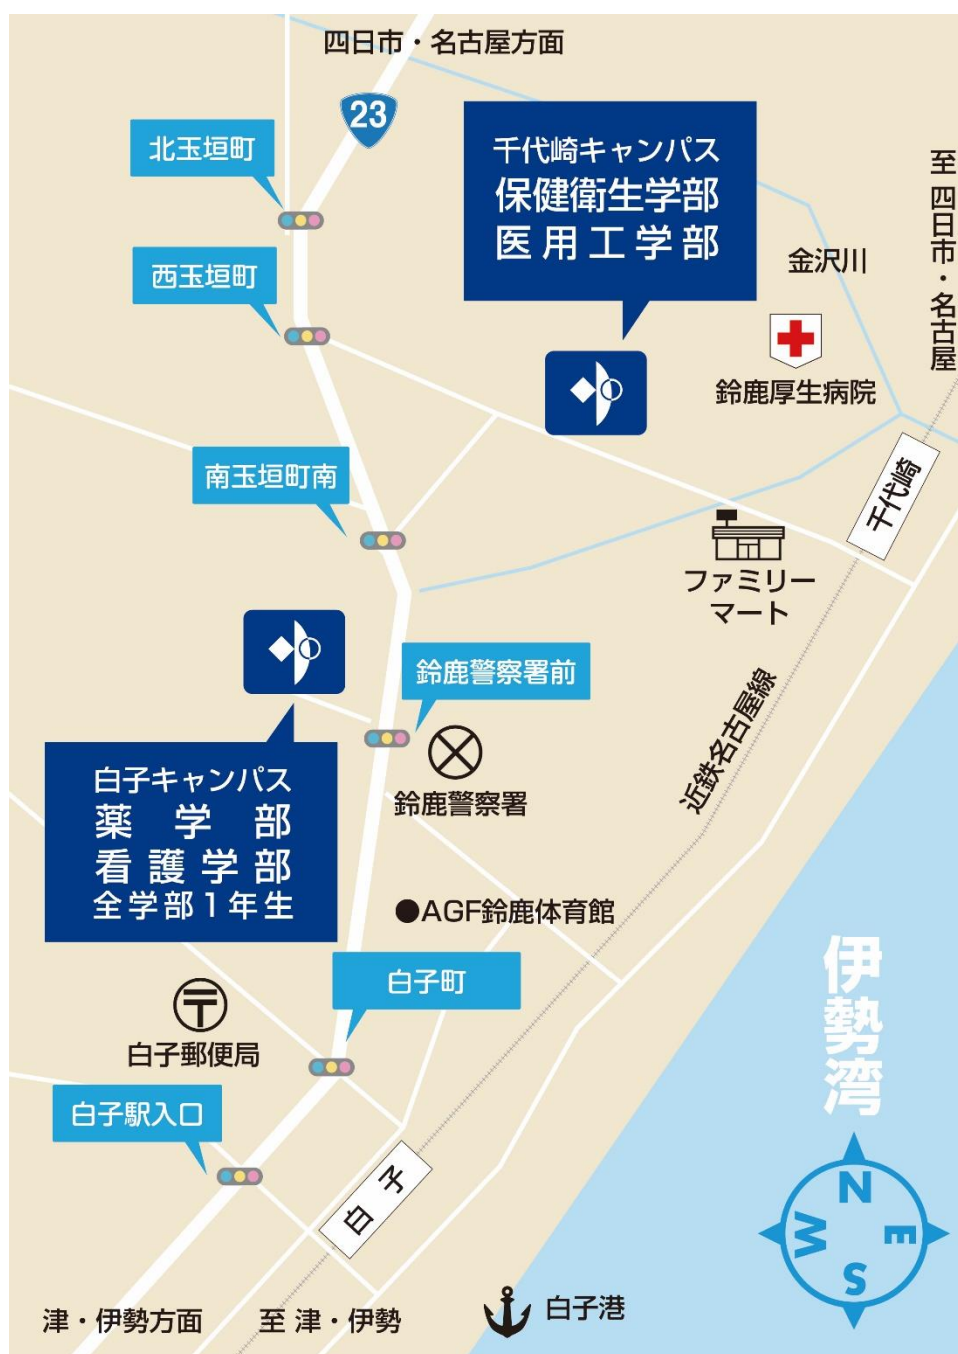 四日市・名古屋方面
23
北玉垣町
千代崎キャンパス
保健衛生学部
医用工学部
至 四日市・名古屋
西玉垣町
金沢川
鈴鹿厚生病院
南玉垣町南
千代崎
ファミリー
マート
鈴鹿警察署前
近鉄名古屋線
白子キャンパス
薬学部
看護学部
全学部1年生
鈴鹿警察署
●AGF鈴鹿体育館
白子町
伊勢湾
白子郵便局
白子駅入口
白子
N
W
E
S
津・伊勢方面
至 津・伊勢
白子港